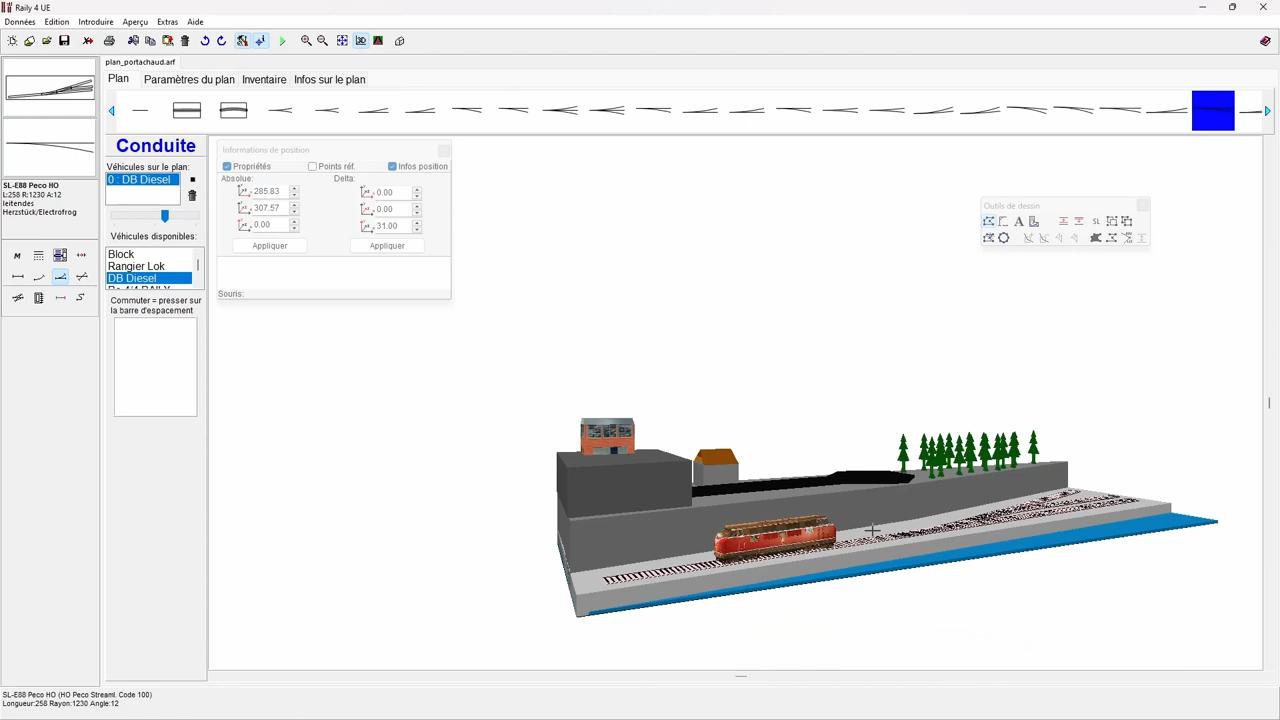 Raily 4 UE
Données Edition Introduire Aperçu Extras Aide
3D
plan_portachaud.arf
Plan Paramètres du plan Inventaire Infos sur le plan
SL-E88 Peco HO
L:258 R:1230 A:12
leitendes
Herzstück/Electrofrog
M
Conduite
Véhicules sur le plan:
0 : DB Diesel
Véhicules disponibles:
Block
Rangier Lok
DB Diesel
Commuter = presser sur
la barre d'espacement
Informations de position
Propriétés Points réf. Infos position
Absolue: Delta:
285.83 0.00
307.57 0.00
0.00 31.00
Appliquer Appliquer
Souris:
Outils de dessin
A SL
SL-E88 Peco HO (HO Peco Streaml. Code 100)
Longueur:258 Rayon:1230 Angle:12